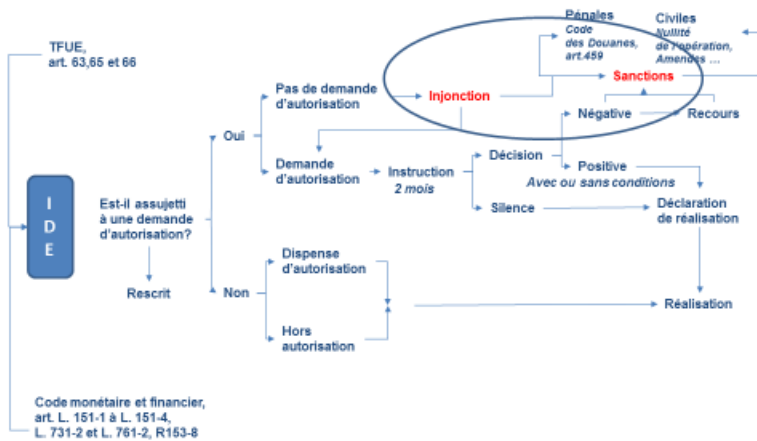 TFUE,
art. 63,65 et 66
Pénales
Code
des Douanes,
art.459
Civiles
Nullité
de l'opération,
Amendes ...
Sanctions
Pas de demande
d'autorisation
Injonction
Négative
Recours
Oui
Demande
d'autorisation
Instruction
2 mois
Décision
Positive
Avec ou sans conditions
Silence
Déclaration
de réalisation
I
D
E
Est-il assujetti
à une demande
d'autorisation?
Rescrit
Non
Dispense
d'autorisation
Hors
autorisation
Réalisation
Code monétaire et financier,
art. L. 151-1 à L. 151-4,
L. 731-2 et L. 761-2, R153-8